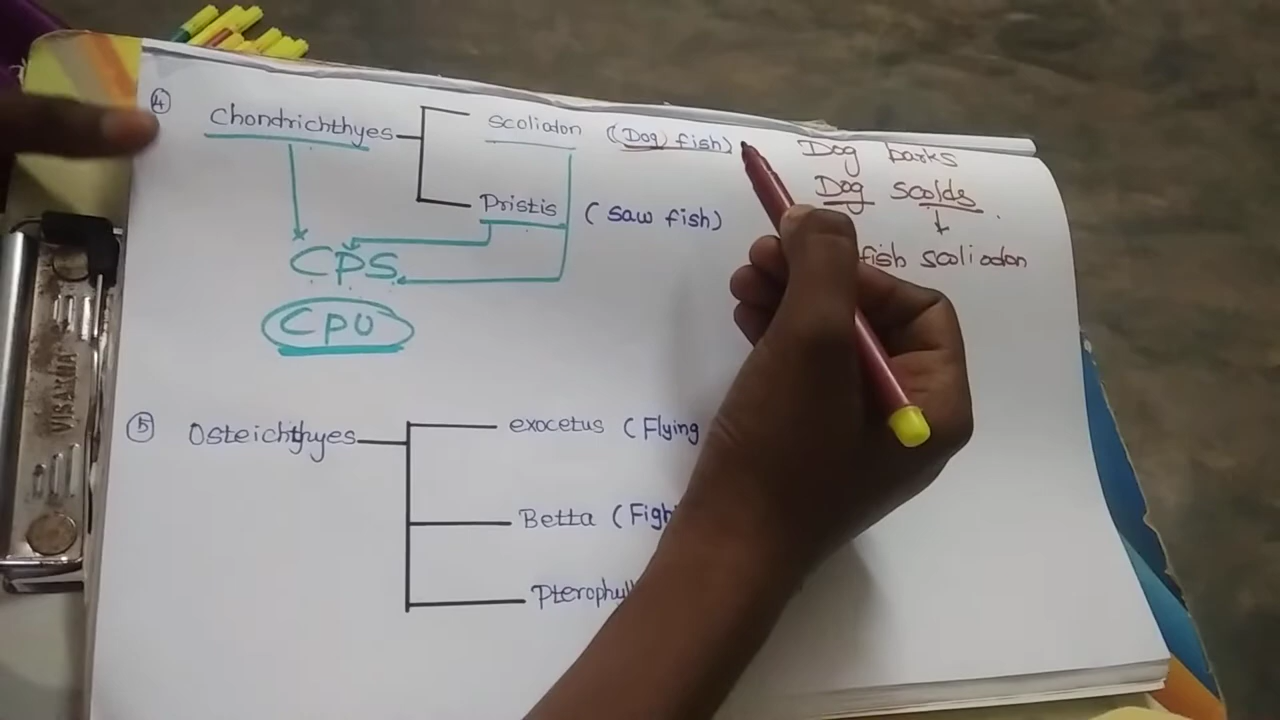 ④ Chondrichthyes
scoliodon (Dog fish)
Pristis (saw fish)
CPS
CPU
Dog barks
Dog scolds.
fish scoliodon
⑤ Osteichthyes
exocetus (Flying
Betta (Figh
Pterophyll
VISAKHA